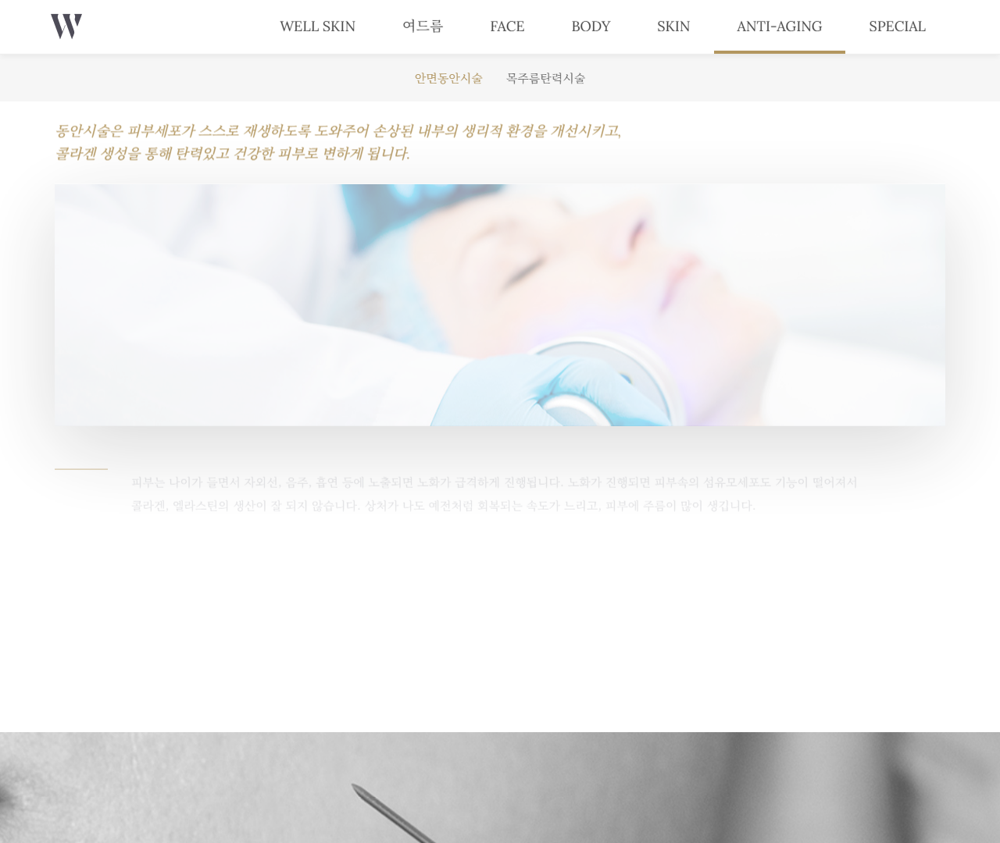 W
WELL SKIN
여드름
FACE
BODY
SKIN
ANTI-AGING
SPECIAL
안면동안시술
목주름탄력시술
동안시술은 피부세포가 스스로 재생하도록 도와주어 손상된 내부의 생리적 환경을 개선시키고,
콜라겐 생성을 통해 탄력있고 건강한 피부로 변하게 됩니다.
피부는 나이가 들면서 자외선, 음주, 흡연 등에 노출되면 노화가 급격하게 진행됩니다. 노화가 진행되면 피부속의 섬유모세포도 기능이 떨어져서
콜라겐, 엘라스틴의 생산이 잘 되지 않습니다. 상처가 나도 예전처럼 회복되는 속도가 느리고, 피부에 주름이 많이 생깁니다.